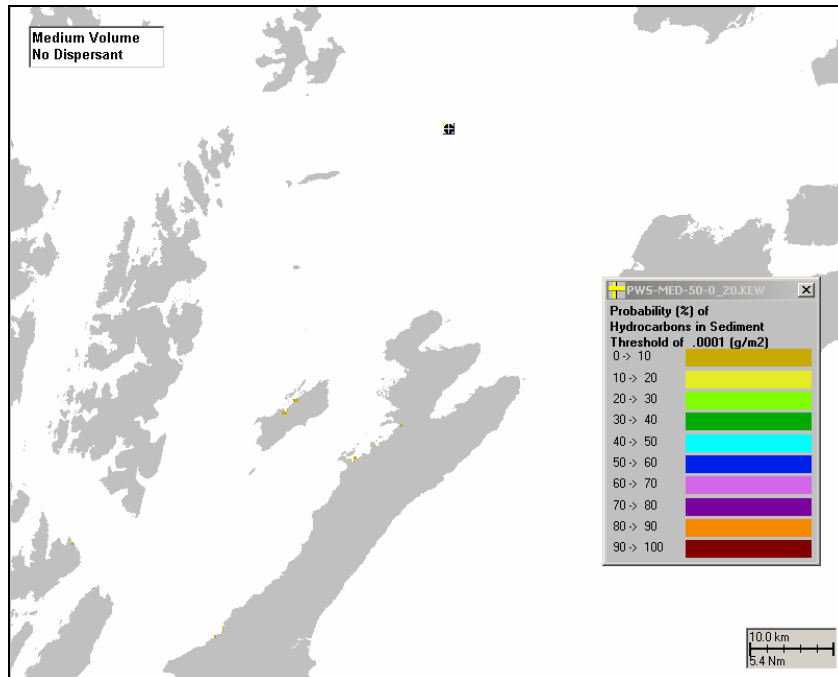 Medium Volume
No Dispersant
PWS-MED-50-0_20.KEW
Probability (%) of
Hydrocarbons in Sediment
Threshold of .0001 (g/m2)
0 -> 10
10 -> 20
20 -> 30
30 -> 40
40 -> 50
50 -> 60
60 -> 70
70 -> 80
80 -> 90
90 -> 100
10.0 km
5.4 Nm